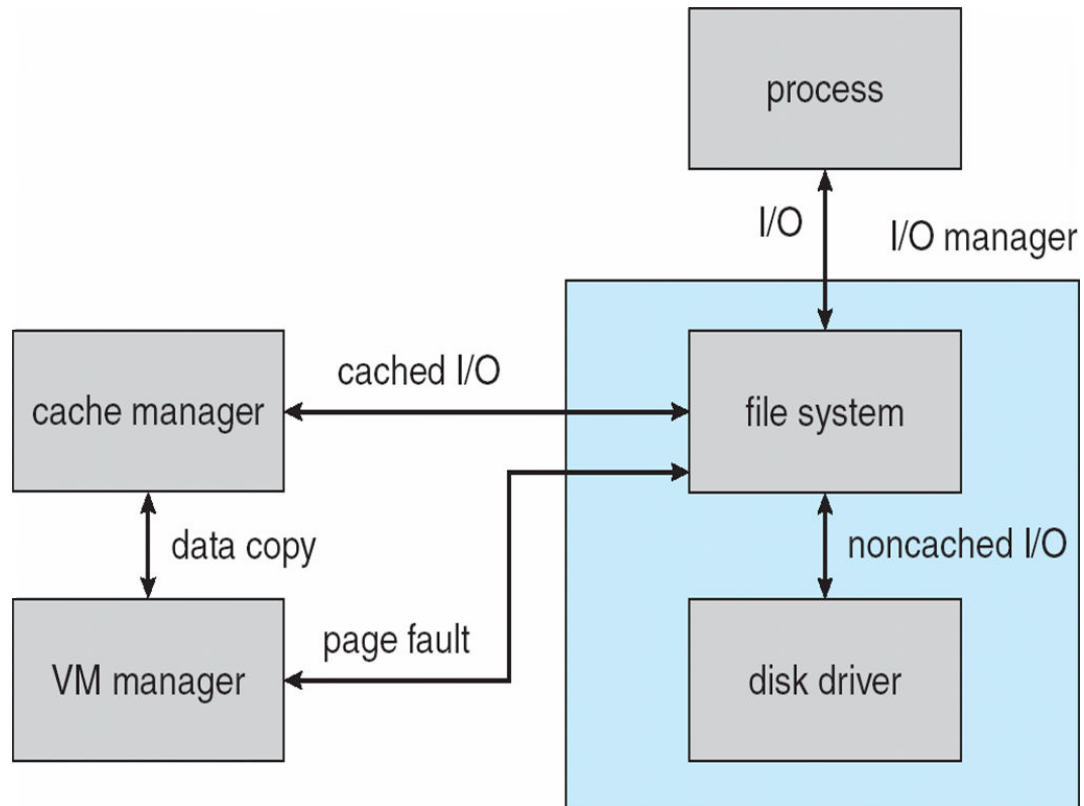 process
I/O
I/O manager
cached I/O
cache manager
file system
data copy
noncached I/O
page fault
VM manager
disk driver